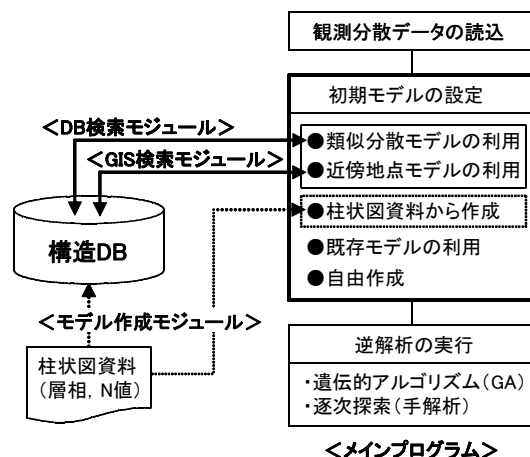 観測分散データの読込
初期モデルの設定
＜DB検索モジュール＞
●類似分散モデルの利用
＜GIS検索モジュール＞
●近傍地点モデルの利用
●柱状図資料から作成
構造DB
●既存モデルの利用
●自由作成
＜モデル作成モジュール＞
柱状図資料
（層相，N値）
逆解析の実行
・遺伝的アルゴリズム（GA）
・逐次探索（手解析）
＜メインプログラム＞